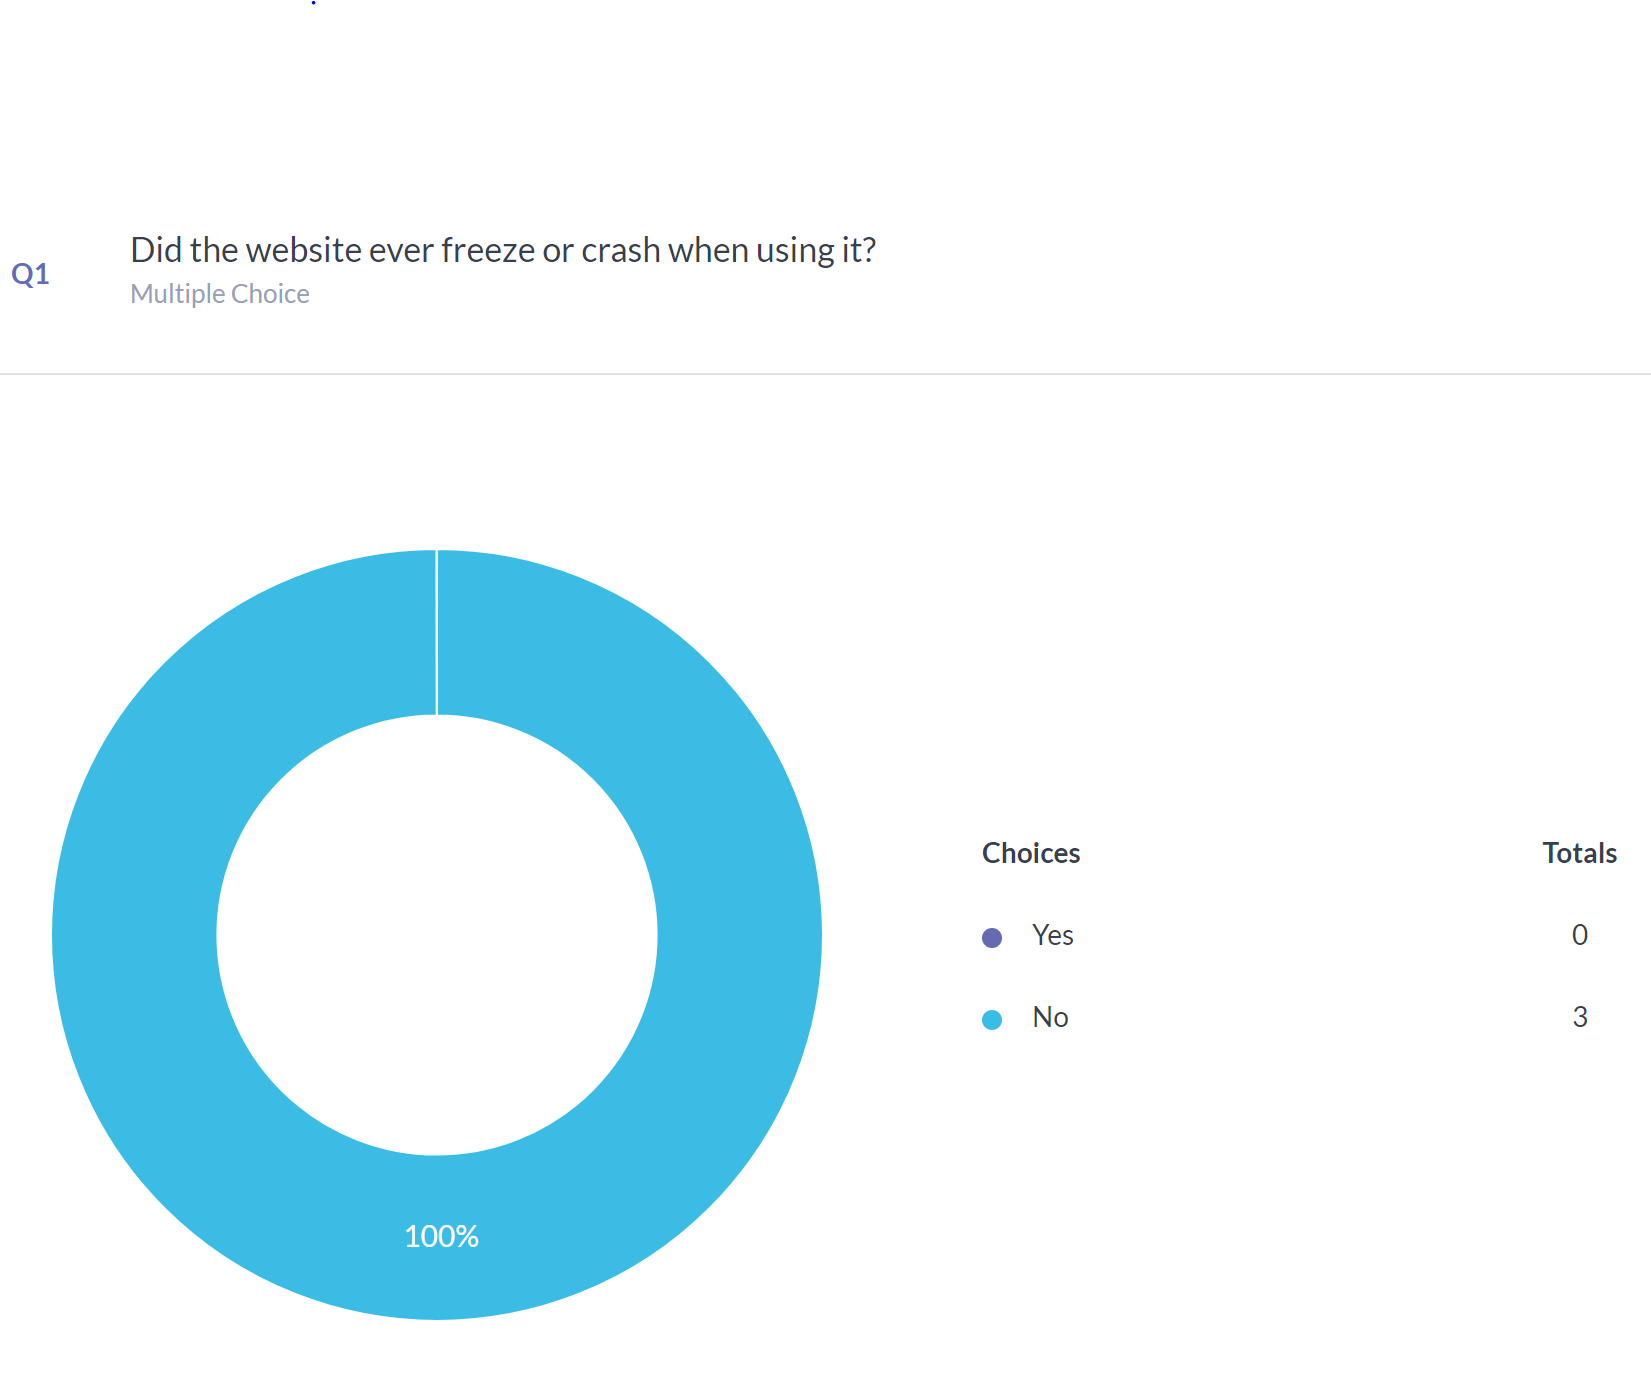 Q1
Did the website ever freeze or crash when using it?
Multiple Choice
100%
Choices Totals
Yes 0
No 3